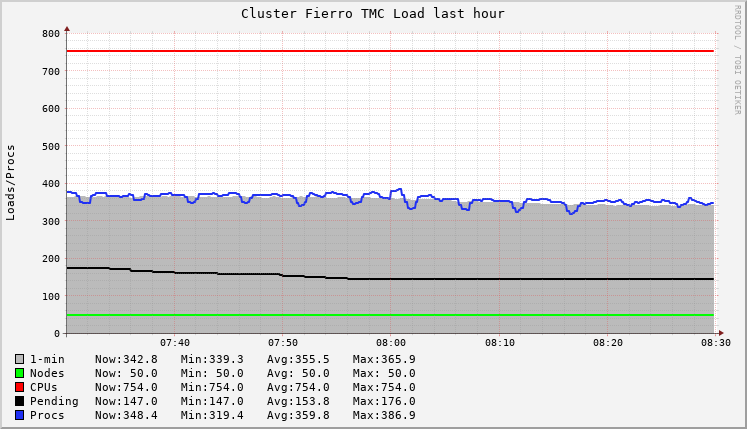 Cluster Fierro TMC Load last hour
RRDTOOL / TOBI OETIKER
Loads/Procs
800
700
600
500
400
300
200
100
0
07:40 07:50 08:00 08:10 08:20 08:30
1-min Now:342.8 Min:339.3 Avg:355.5 Max:365.9
Nodes Now: 50.0 Min: 50.0 Avg: 50.0 Max: 50.0
CPUs Now:754.0 Min:754.0 Avg:754.0 Max:754.0
Pending Now:147.0 Min:147.0 Avg:153.8 Max:176.0
Procs Now:348.4 Min:319.4 Avg:359.8 Max:386.9